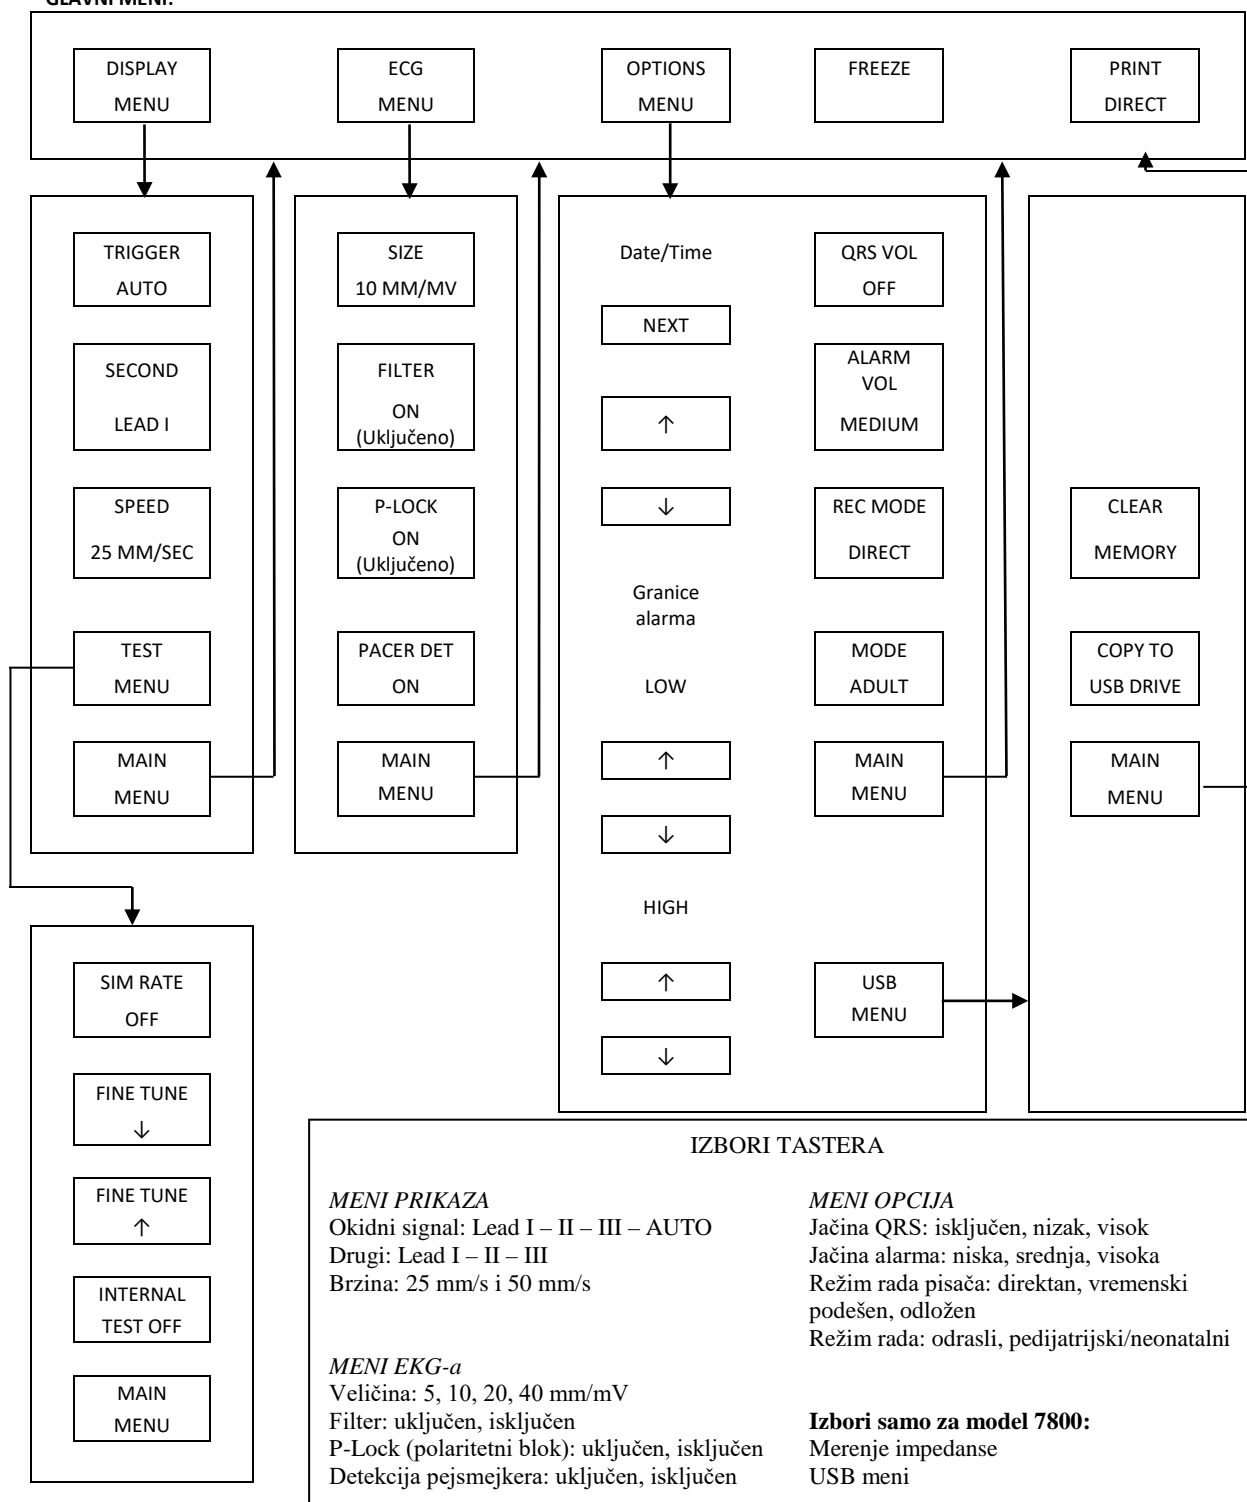 GLAVNI MENI:
DISPLAY
MENU
ECG
MENU
OPTIONS
MENU
FREEZE
PRINT
DIRECT
TRIGGER
AUTO
SECOND
LEAD I
SPEED
25 MM/SEC
TEST
MENU
MAIN
MENU
SIZE
10 MM/MV
FILTER
ON
(Uključeno)
P-LOCK
ON
(Uključeno)
PACER DET
ON
MAIN
MENU
Date/Time
NEXT
↑
↓
Granice
alarma
LOW
↑
↓
HIGH
↑
↓
QRS VOL
OFF
ALARM
VOL
MEDIUM
REC MODE
DIRECT
MODE
ADULT
MAIN
MENU
USB
MENU
CLEAR
MEMORY
COPY TO
USB DRIVE
MAIN
MENU
SIM RATE
OFF
FINE TUNE
↓
FINE TUNE
↑
INTERNAL
TEST OFF
MAIN
MENU
IZBORI TASTERA
MENI PRIKAZA
Okidni signal: Lead I – II – III – AUTO
Drugi: Lead I – II – III
Brzina: 25 mm/s i 50 mm/s
MENI EKG-a
Veličina: 5, 10, 20, 40 mm/mV
Filter: uključen, isključen
P-Lock (polaritetni blok): uključen, isključen
Detekcija pejsmejkera: uključen, isključen
MENI OPCIJA
Jačina QRS: isključen, nizak, visok
Jačina alarma: niska, srednja, visoka
Režim rada pisača: direktan, vremenski
podešen, odložen
Režim rada: odrasli, pedijatrijski/neonatalni
Izbori samo za model 7800:
Merenje impedanse
USB meni